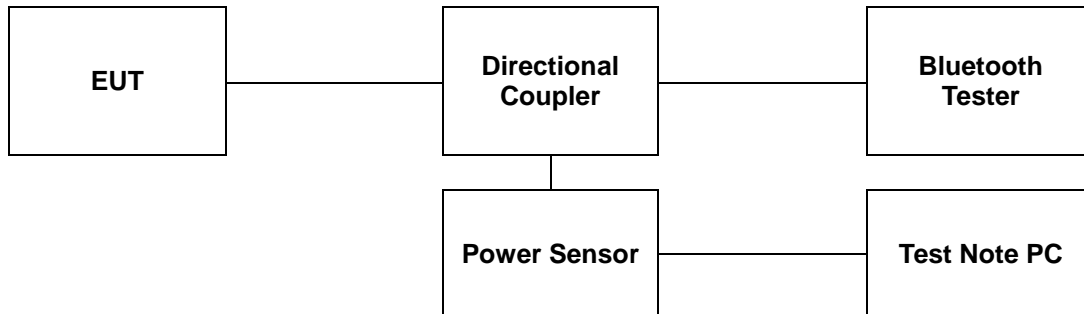 EUT
Directional
Coupler
Bluetooth
Tester
Power Sensor
Test Note PC